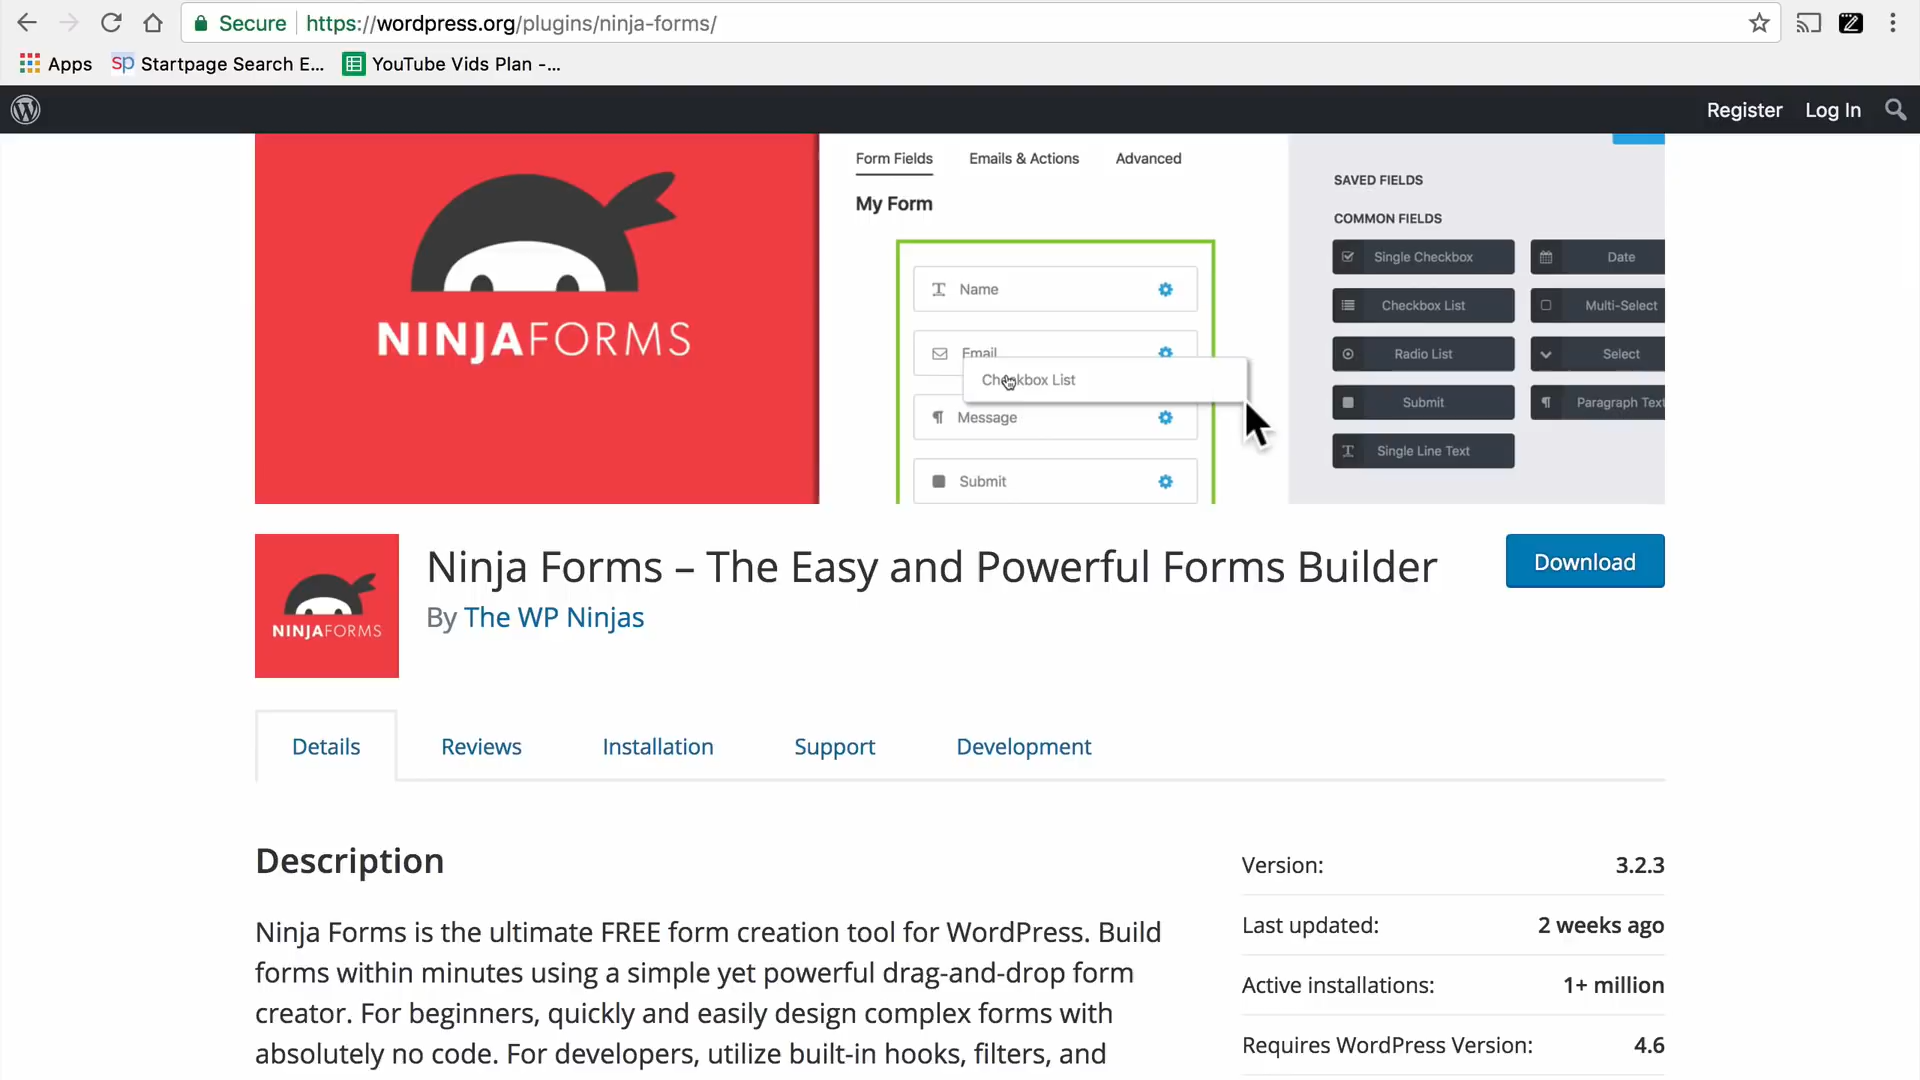 Secure https://wordpress.org/plugins/ninja-forms/
Apps sp Startpage Search E... YouTube Vids Plan -...
Register Log In
Form Fields Emails & Actions Advanced
My Form
Name
Email
Checkbox List
Message
Submit
SAVED FIELDS
COMMON FIELDS
Single Checkbox Date
Checkbox List Multi-Select
Radio List Select
Submit Paragraph Text
Single Line Text
NINJAFORMS
NINJAFORMS
Ninja Forms – The Easy and Powerful Forms Builder
By The WP Ninjas
Download
Details Reviews Installation Support Development
Description
Ninja Forms is the ultimate FREE form creation tool for WordPress. Build
forms within minutes using a simple yet powerful drag-and-drop form
creator. For beginners, quickly and easily design complex forms with
absolutely no code. For developers, utilize built-in hooks, filters, and
Version: 3.2.3
Last updated: 2 weeks ago
Active installations: 1+ million
Requires WordPress Version: 4.6